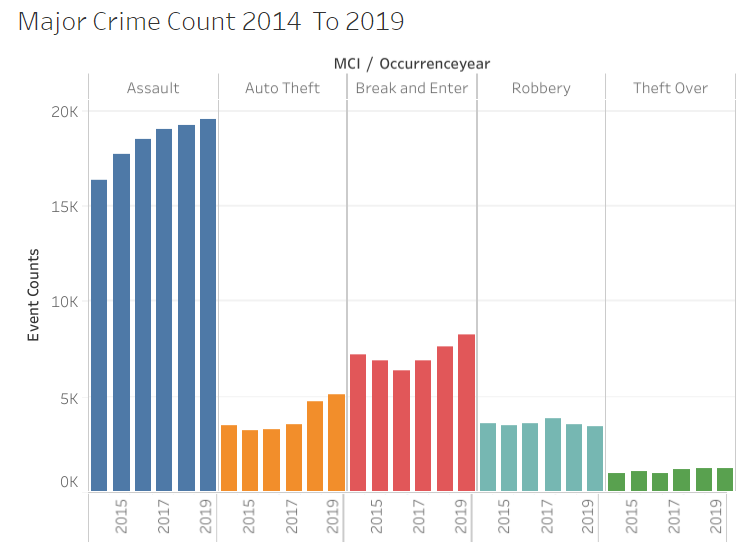 Major Crime Count 2014  To 2019
MCI / Occurrenceyear
Assault Auto Theft Break and Enter Robbery Theft Over
20K
15K
10K
5K
0K
Event Counts
2015 2017 2019 2015 2017 2019 2015 2017 2019 2015 2017 2019 2015 2017 2019